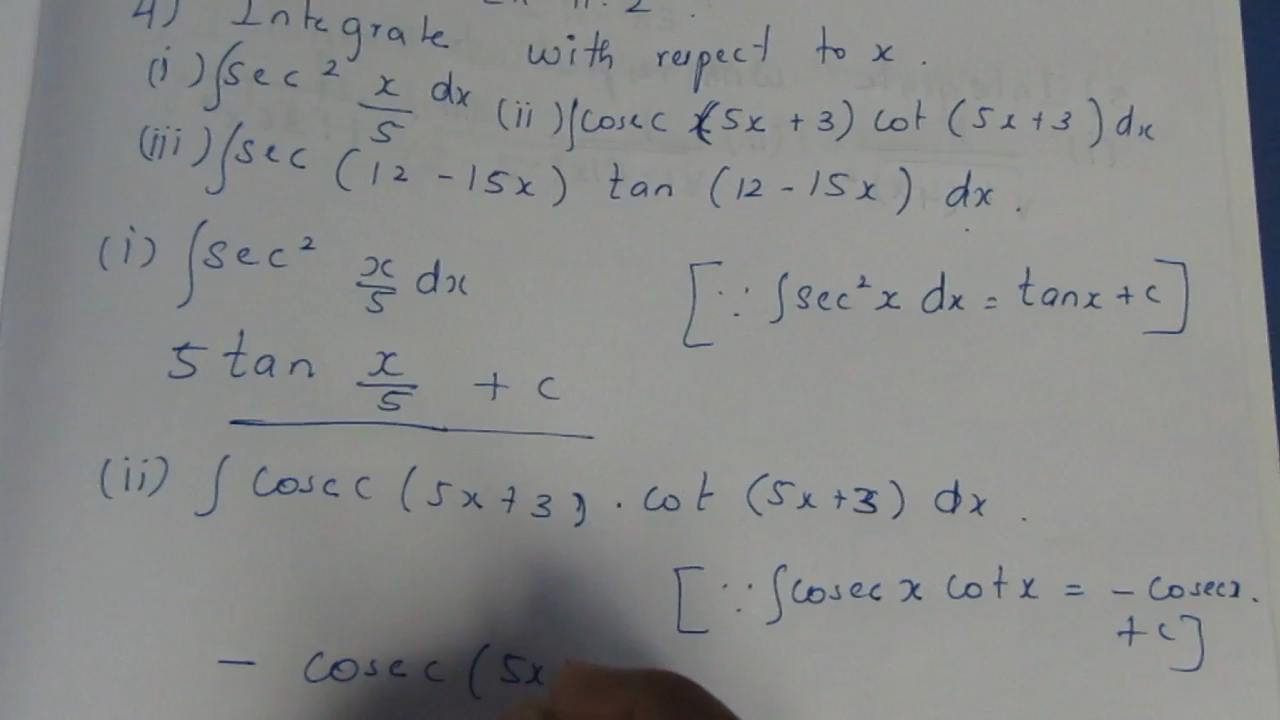 4) Integrate with respect to x.
(i) ∫sec² x/5 dx (ii) ∫cosec (5x + 3) cot (5x+3) dx
(iii) ∫sec (12 - 15x) tan (12 - 15x) dx.
(i) ∫sec² x/5 dx [∵ ∫sec²x dx = tanx + c]
5 tan x/5 + c
(ii) ∫ cosec (5x+3) . cot (5x+3) dx.
[∵ ∫cosec x cot x = - cosecx.
+c]
- cosec (5x